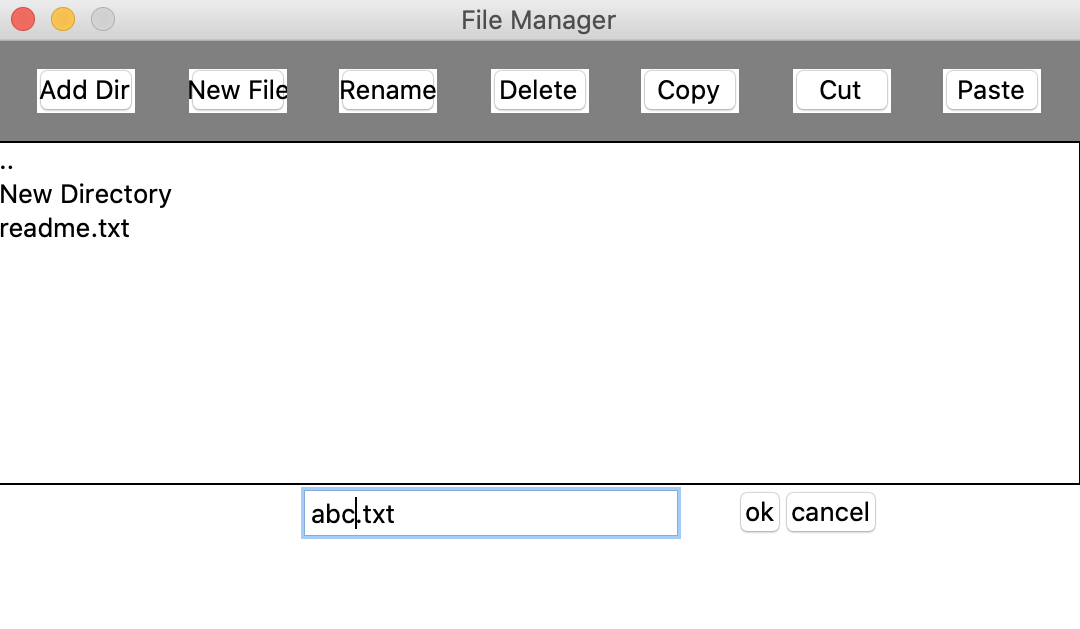 File Manager
Add Dir New File Rename Delete Copy Cut Paste
..
New Directory
readme.txt
abc.txt ok cancel